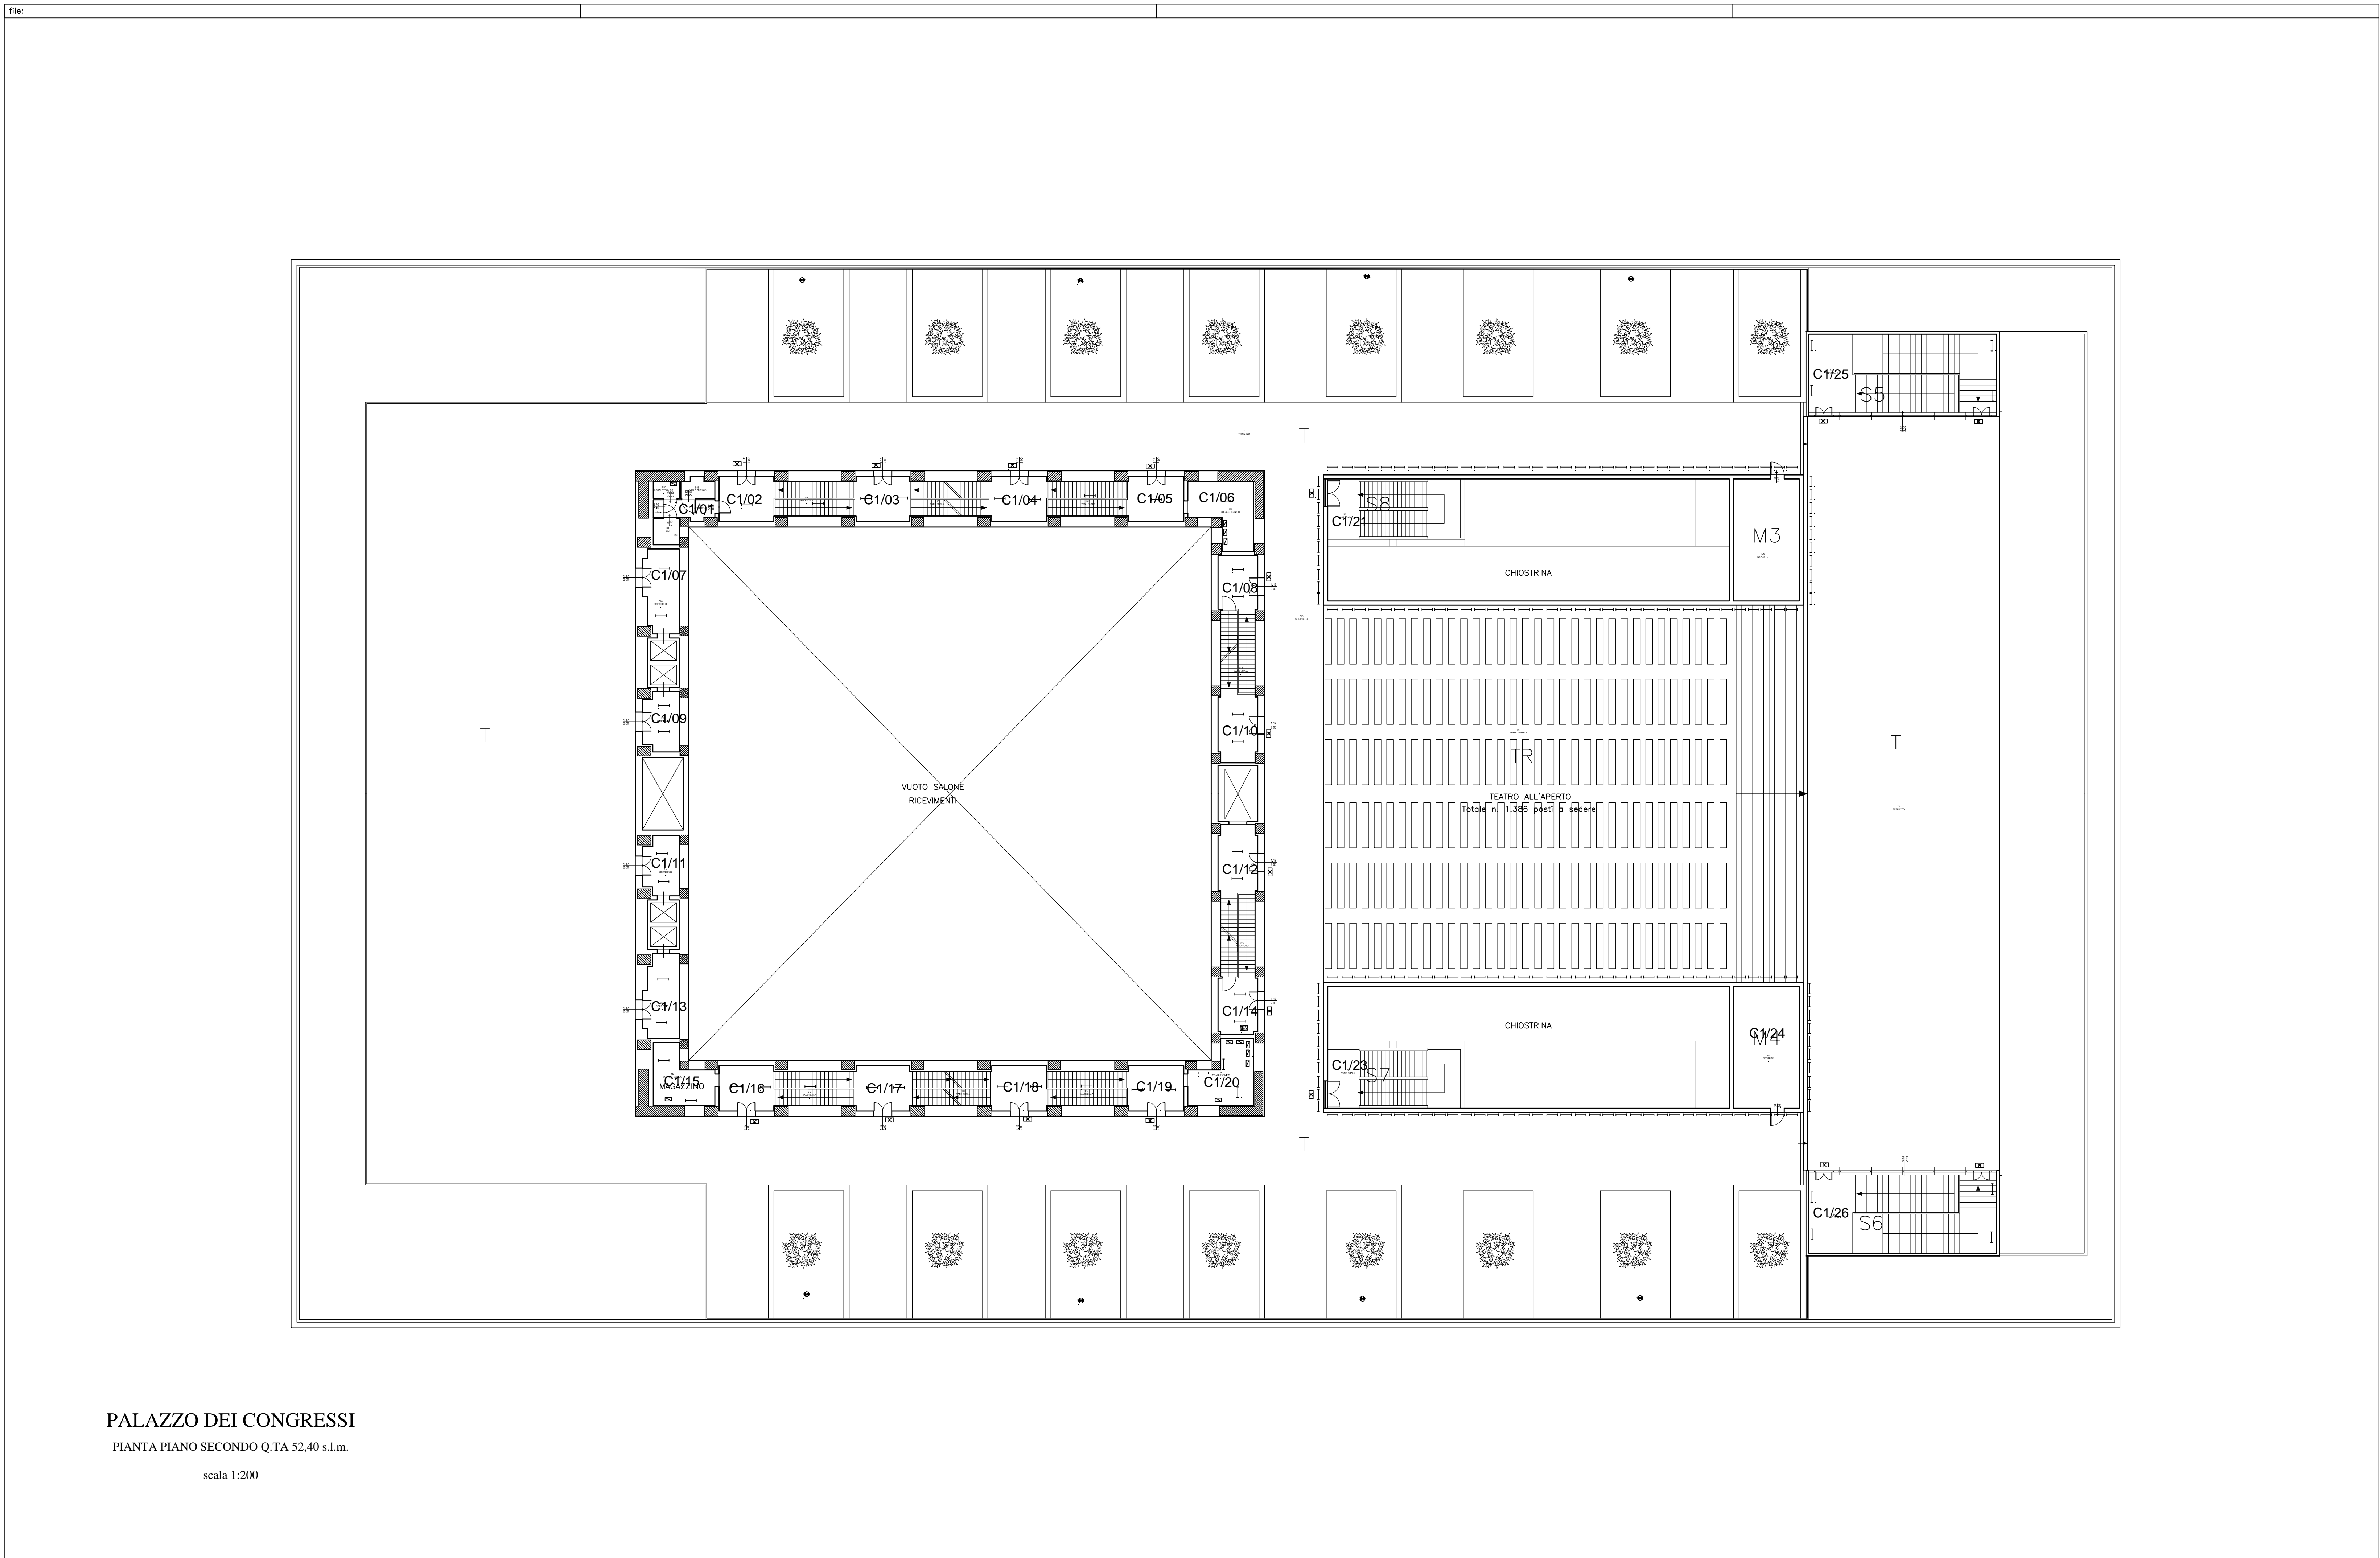 file:
C1/25
S5
T
TERRAZZO
C1/01
C1/02
C1/03
C1/04
C1/05
C1/06
S8
C1/21
M3
DEPOSITO
CHIOSTRINA
C1/07
C1/08
C1/09
C1/10
T
T
TR
VUOTO SALONE
RICEVIMENTI
TEATRO ALL'APERTO
Totale n. 1.386 posti a sedere
TERRAZZO
C1/11
C1/12
C1/13
C1/14
CHIOSTRINA
C1/24
M4
DEPOSITO
C1/23
S7
C1/15
MAGAZZINO
C1/16
C1/17
C1/18
C1/19
C1/20
T
C1/26
S6
PALAZZO DEI CONGRESSI
PIANTA PIANO SECONDO Q.TA 52,40 s.l.m.
scala 1:200